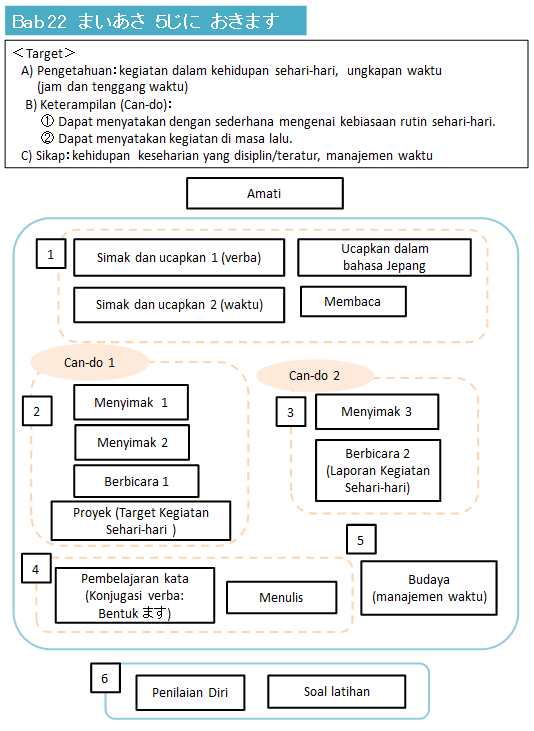 Bab22 まいあさ 5じに おきます
＜Target＞
A) Pengetahuan：kegiatan dalam kehidupan sehari-hari, ungkapan waktu
(jam dan tenggang waktu)
B) Keterampilan (Can-do)：
① Dapat menyatakan dengan sederhana mengenai kebiasaan rutin sehari-hari.
② Dapat menyatakan kegiatan di masa lalu.
C) Sikap：kehidupan keseharian yang disiplin/teratur, manajemen waktu
Amati
1
Simak dan ucapkan 1 (verba)
Ucapkan dalam
bahasa Jepang
Simak dan ucapkan 2 (waktu)
Membaca
Can-do 1
2
Menyimak 1
Menyimak 2
Berbicara 1
Proyek (Target Kegiatan
Sehari-hari )
Can-do 2
3
Menyimak 3
Berbicara 2
(Laporan Kegiatan
Sehari-hari)
4
Pembelajaran kata
(Konjugasi verba:
Bentuk ます)
Menulis
5
Budaya
(manajemen waktu)
6
Penilaian Diri
Soal latihan